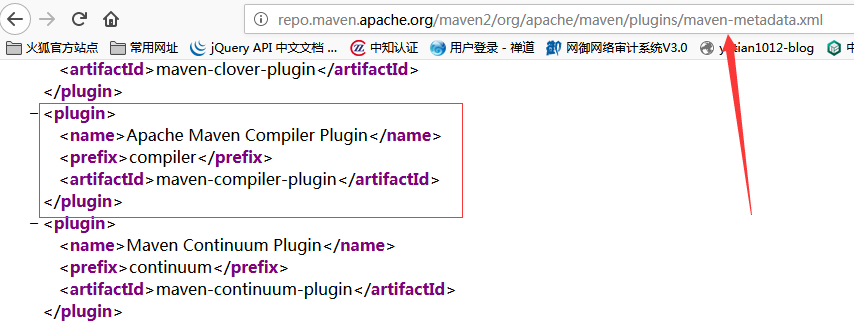 repo.maven.apache.org/maven2/org/apache/maven/plugins/maven-metadata.xml
火狐官方站点 常用网址 jQuery API 中文文档 ... 中知认证 用户登录 - 禅道 网御网络审计系统V3.0 yitian1012-blog 中
<artifactId>maven-clover-plugin</artifactId>
</plugin>
– <plugin>
<name>Apache Maven Compiler Plugin</name>
<prefix>compiler</prefix>
<artifactId>maven-compiler-plugin</artifactId>
</plugin>
– <plugin>
<name>Maven Continuum Plugin</name>
<prefix>continuum</prefix>
<artifactId>maven-continuum-plugin</artifactId>
</plugin>